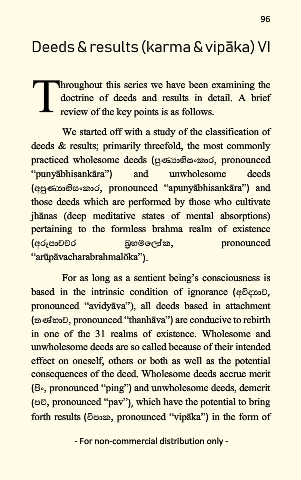 96
Deeds & results (karma & vipāka) VI
Throughout this series we have been examining the
doctrine of deeds and results in detail. A brief
review of the key points is as follows.
We started off with a study of the classification of
deeds & results; primarily threefold, the most commonly
practiced wholesome deeds (පුණ්‍යාභිසංකාර, pronounced
“punyābhisankāra”) and unwholesome deeds
(අපුණ්‍යාභිසංකාර, pronounced “apunyābhisankāra”) and
those deeds which are performed by those who cultivate
jhānas (deep meditative states of mental absorptions)
pertaining to the formless brahma realm of existence
(අරූපාවචර බ්‍රහ්මලෝක, pronounced
“arūpāvacharabrahmalōka”).
For as long as a sentient being’s consciousness is
based in the intrinsic condition of ignorance (අවිද්‍යාව,
pronounced “avidyāva”), all deeds based in attachment
(තණ්හාව, pronounced “thanhāva”) are conducive to rebirth
in one of the 31 realms of existence. Wholesome and
unwholesome deeds are so called because of their intended
effect on oneself, others or both as well as the potential
consequences of the deed. Wholesome deeds accrue merit
(පිං, pronounced “ping”) and unwholesome deeds, demerit
(පව්, pronounced “pav”), which have the potential to bring
forth results (විපාක, pronounced “vipāka”) in the form of
- For non-commercial distribution only -